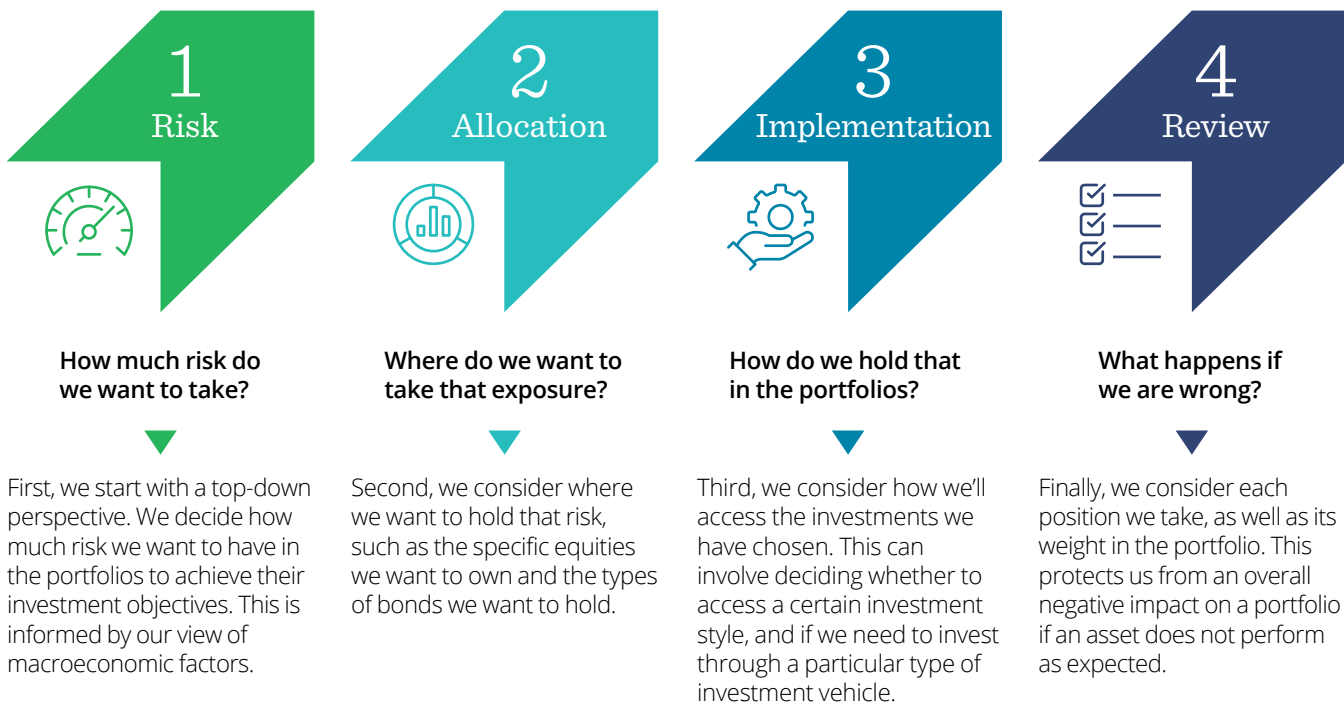 1
Risk
How much risk do
we want to take?
First, we start with a top-down
perspective. We decide how
much risk we want to have in
the portfolios to achieve their
investment objectives. This is
informed by our view of
macroeconomic factors.
2
Allocation
Where do we want to
take that exposure?
Second, we consider where
we want to hold that risk,
such as the specific equities
we want to own and the types
of bonds we want to hold.
3
Implementation
How do we hold that
in the portfolios?
Third, we consider how we'll
access the investments we
have chosen. This can
involve deciding whether to
access a certain investment
style, and if we need to invest
through a particular type of
investment vehicle.
4
Review
What happens if
we are wrong?
Finally, we consider each
position we take, as well as its
weight in the portfolio. This
protects us from an overall
negative impact on a portfolio
if an asset does not perform
as expected.